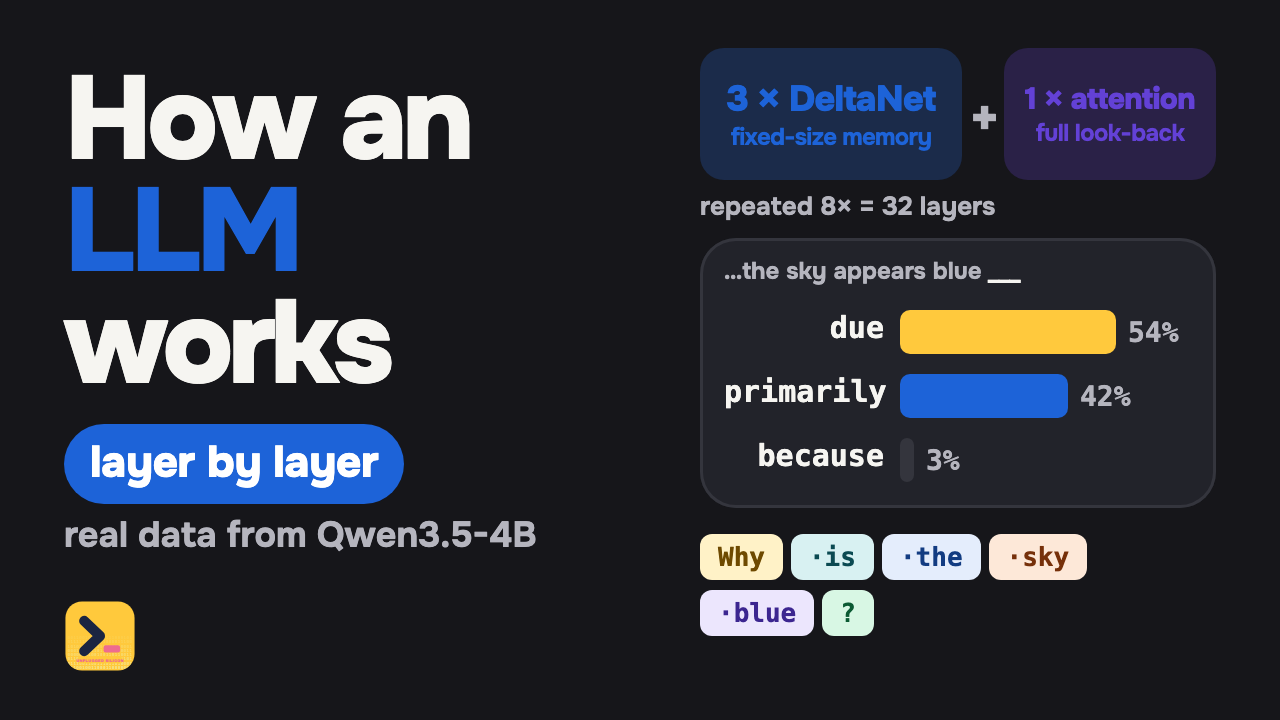 How an
LLM
works
layer by layer
real data from Qwen3.5-4B
3 × DeltaNet
fixed-size memory
+
1 × attention
full look-back
repeated 8× = 32 layers
...the sky appears blue ___
due 54%
primarily 42%
because 3%
Why ·is ·the ·sky
·blue ?